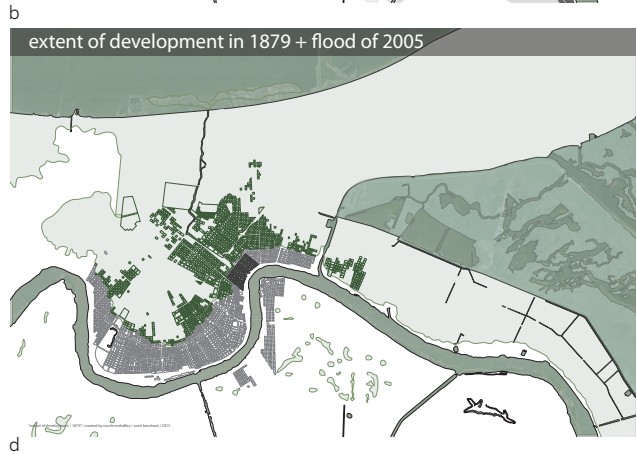 b
extent of development in 1879 + flood of 2005
d